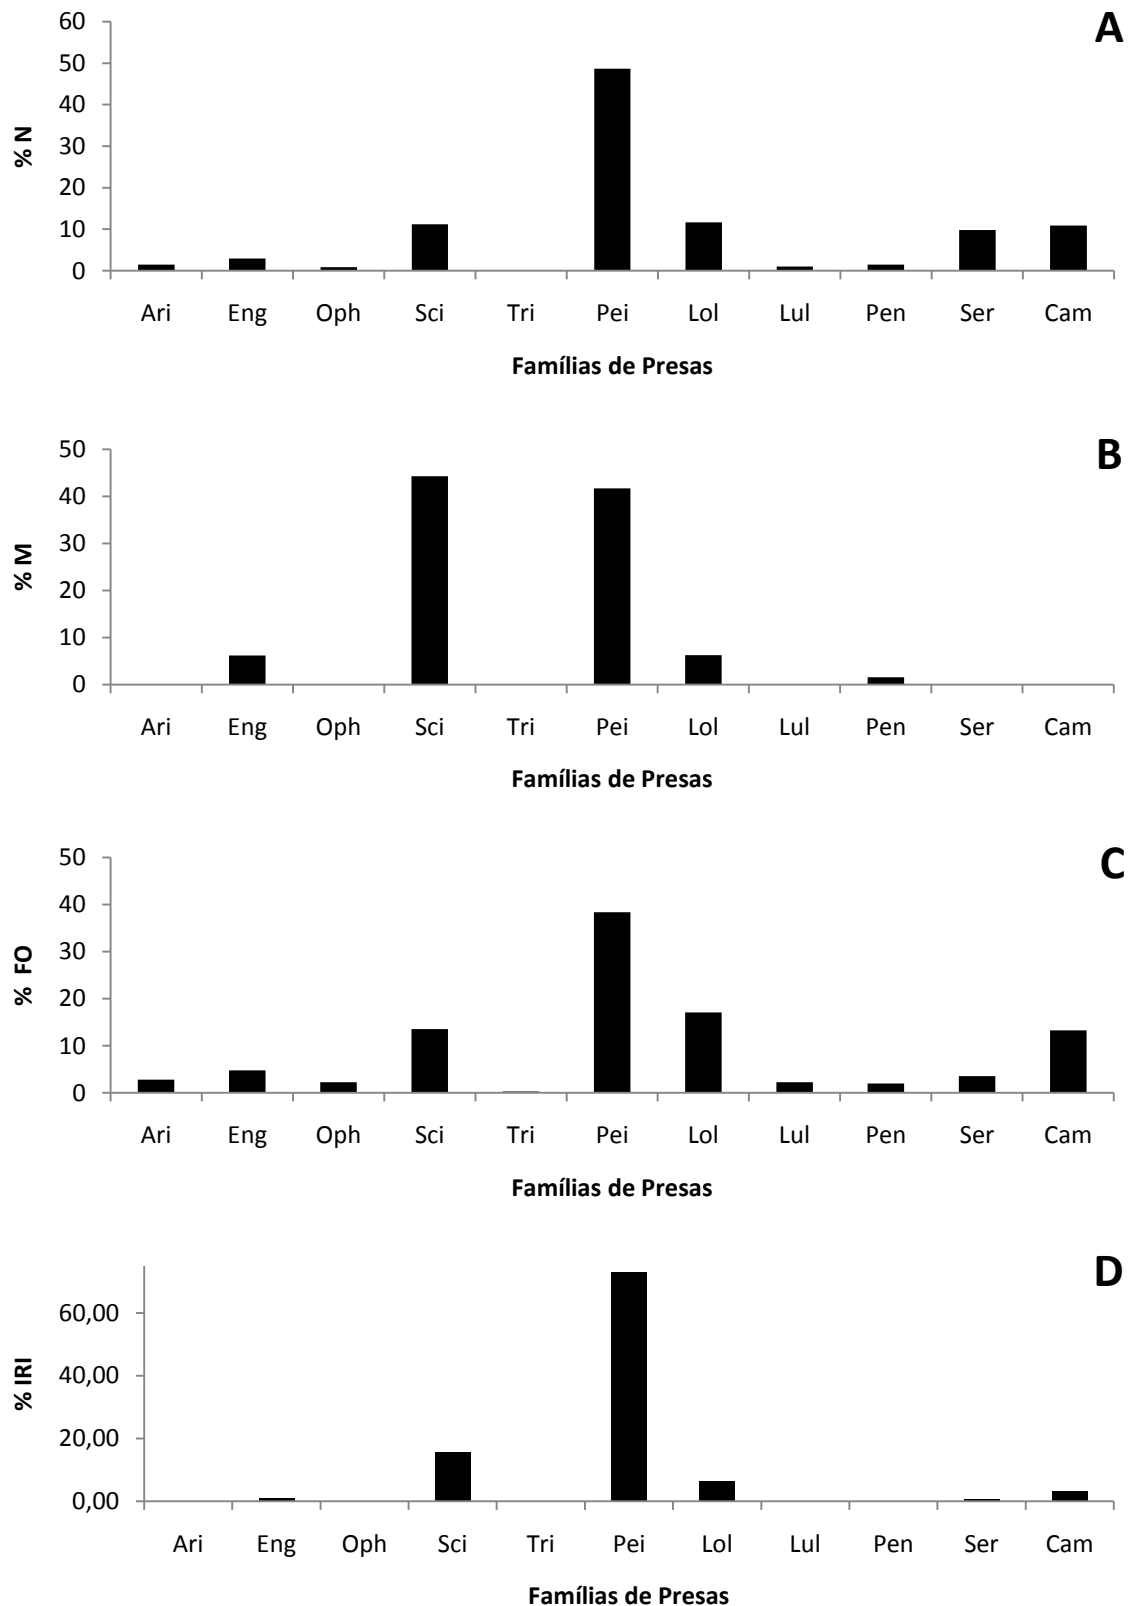 A
60
50
40
30
20
10
0
% N
Ari Eng Oph Sci Tri Pei Lol Lul Pen Ser Cam
Famílias de Presas
B
50
40
30
20
10
0
% M
Ari Eng Oph Sci Tri Pei Lol Lul Pen Ser Cam
Famílias de Presas
C
50
40
30
20
10
0
% FO
Ari Eng Oph Sci Tri Pei Lol Lul Pen Ser Cam
Famílias de Presas
D
60,00
40,00
20,00
0,00
% IRI
Ari Eng Oph Sci Tri Pei Lol Lul Pen Ser Cam
Famílias de Presas